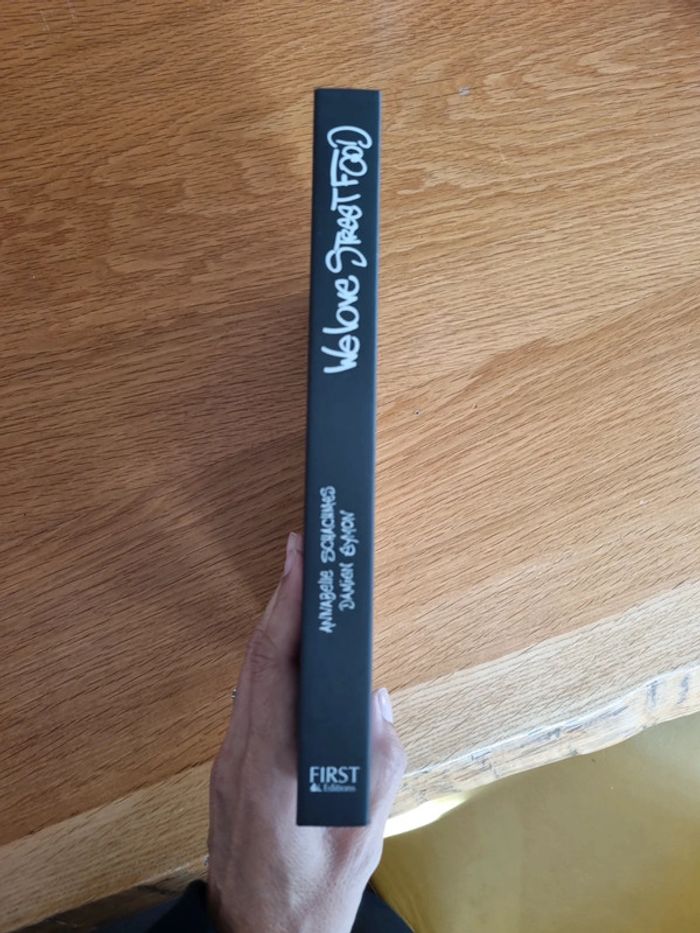 We love STREET FOOD
ANNABELLE SCHACHMES
DAMIEN GYMON
FIRST
Editions